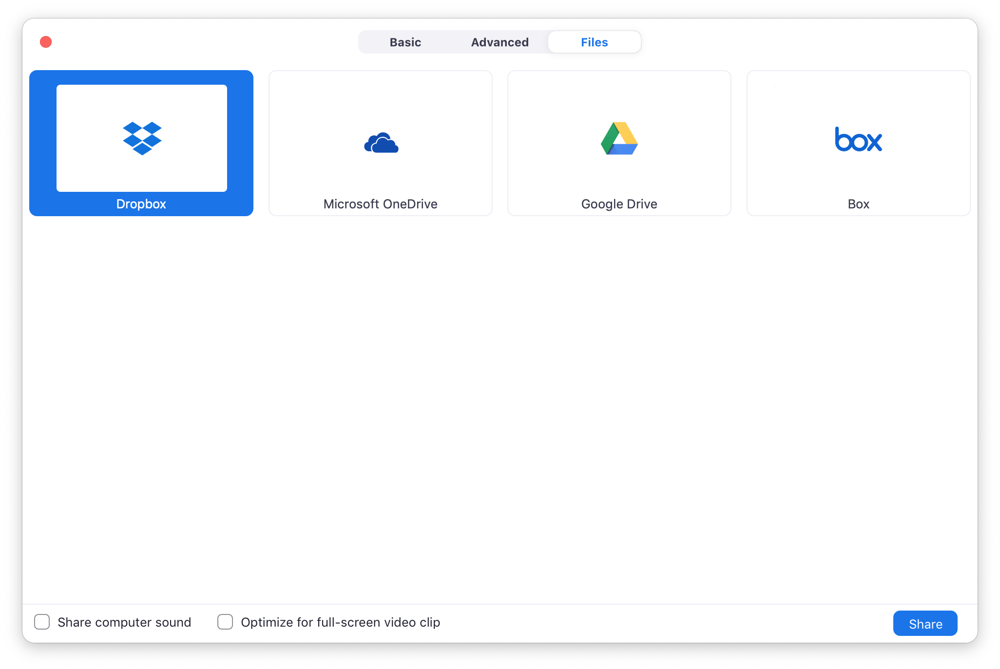 Basic Advanced Files
box
Dropbox Microsoft OneDrive Google Drive Box
Share computer sound Optimize for full-screen video clip Share